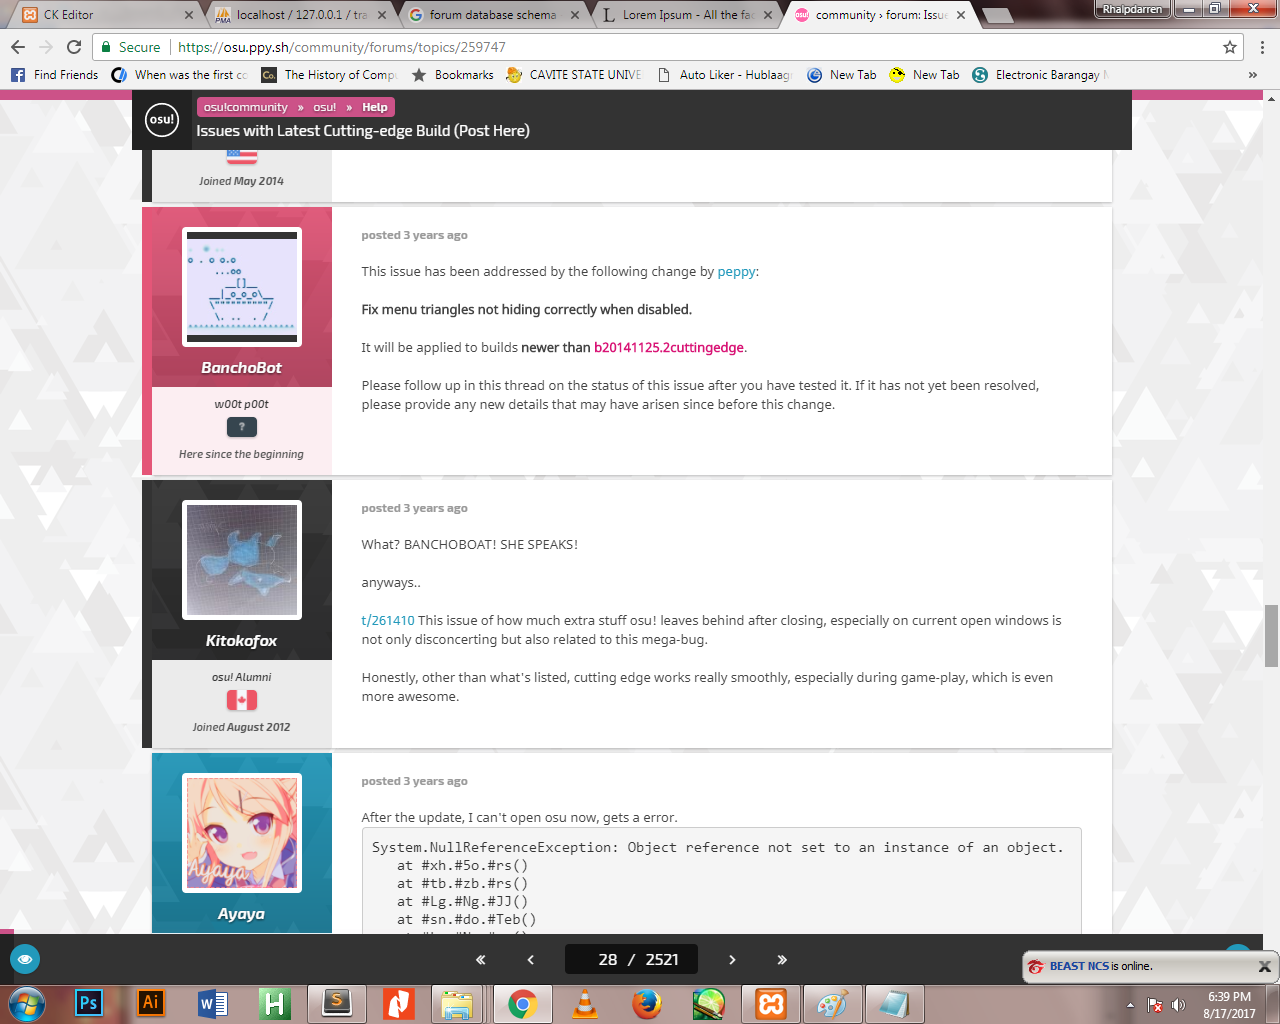 CK Editor
localhost / 127.0.0.1 / tra
forum database schema
Lorem Ipsum - All the fac
community › forum: Issue
Rhalpdarren
Secure
https://osu.ppy.sh/community/forums/topics/259747
Find Friends
When was the first co
The History of Compu
Bookmarks
CAVITE STATE UNIVE
Auto Liker - Hublaag
New Tab
New Tab
Electronic Barangay M
osu!
osu!community » osu! » Help
Issues with Latest Cutting-edge Build (Post Here)
Joined May 2014
BanchoBot
w00t p00t
?
Here since the beginning
posted 3 years ago
This issue has been addressed by the following change by peppy:
Fix menu triangles not hiding correctly when disabled.
It will be applied to builds newer than b20141125.2cuttingedge.
Please follow up in this thread on the status of this issue after you have tested it. If it has not yet been resolved,
please provide any new details that may have arisen since before this change.
Kitokofox
osu! Alumni
Joined August 2012
posted 3 years ago
What? BANCHOBOAT! SHE SPEAKS!
anyways..
t/261410 This issue of how much extra stuff osu! leaves behind after closing, especially on current open windows is
not only disconcerting but also related to this mega-bug.
Honestly, other than what's listed, cutting edge works really smoothly, especially during game-play, which is even
more awesome.
Ayaya
Ayaya
posted 3 years ago
After the update, I can't open osu now, gets a error.
System.NullReferenceException: Object reference not set to an instance of an object.
at #xh.#5o.#rs()
at #tb.#zb.#rs()
at #Lg.#Ng.#JJ()
at #sn.#do.#Teb()
28 / 2521
BEAST NCS is online.
6:39 PM
8/17/2017